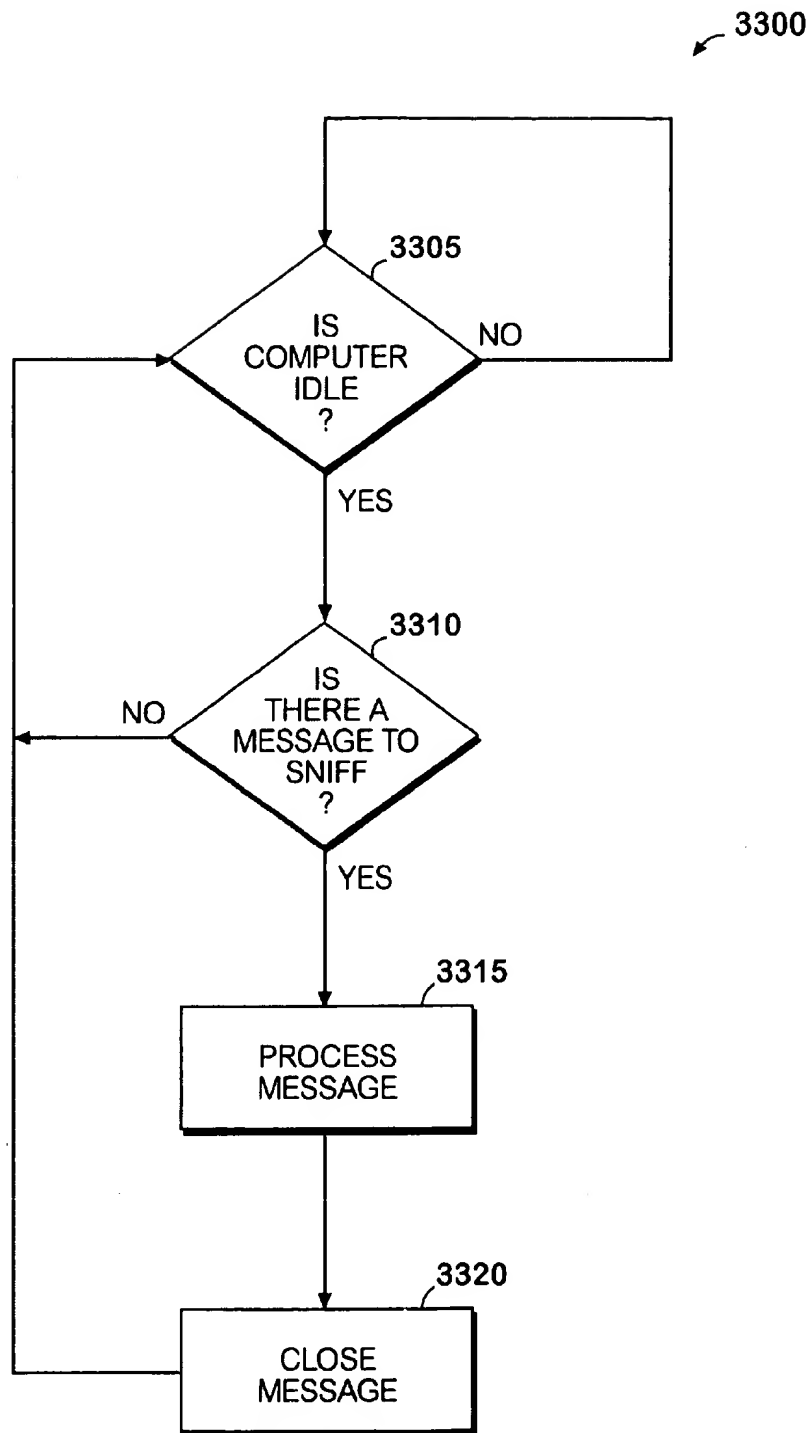 3300
3305
IS
COMPUTER
IDLE
?
NO
YES
3310
IS
THERE A
MESSAGE TO
SNIFF
?
NO
YES
3315
PROCESS
MESSAGE
3320
CLOSE
MESSAGE